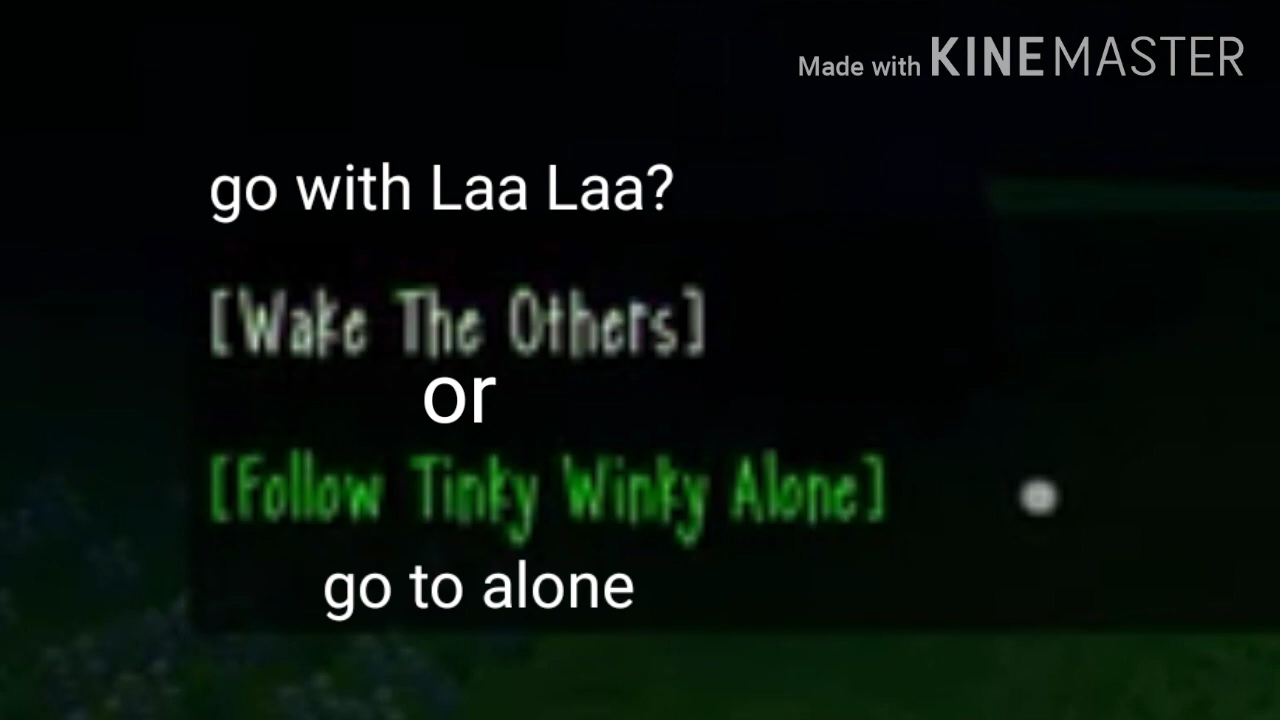 Made with KINEMASTER
go with Laa Laa?
[Wake The Others]
or
[Follow Tinky Winky Alone]
go to alone